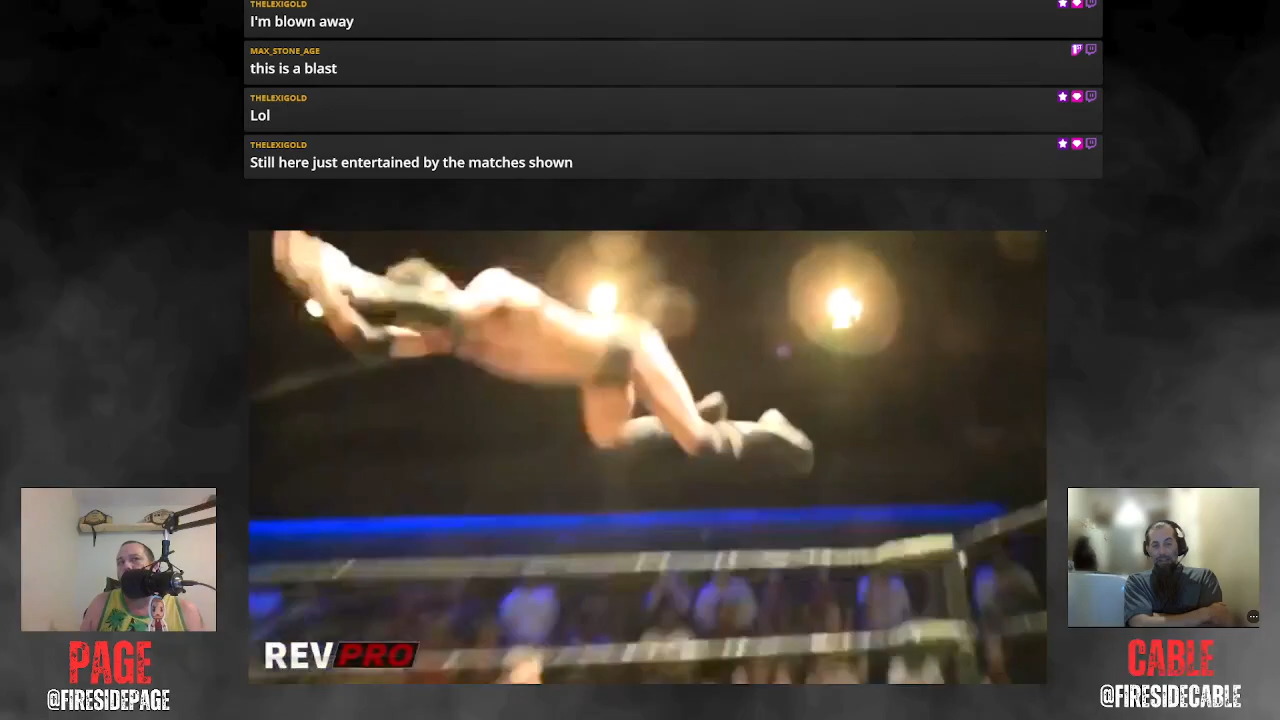 THELEXIGOLD
I'm blown away
MAX_STONE_AGE
this is a blast
THELEXIGOLD
Lol
THELEXIGOLD
Still here just entertained by the matches shown
REVPRO
PAGE
@FIRESIDEPAGE
CABLE
@FIRESIDECABLE